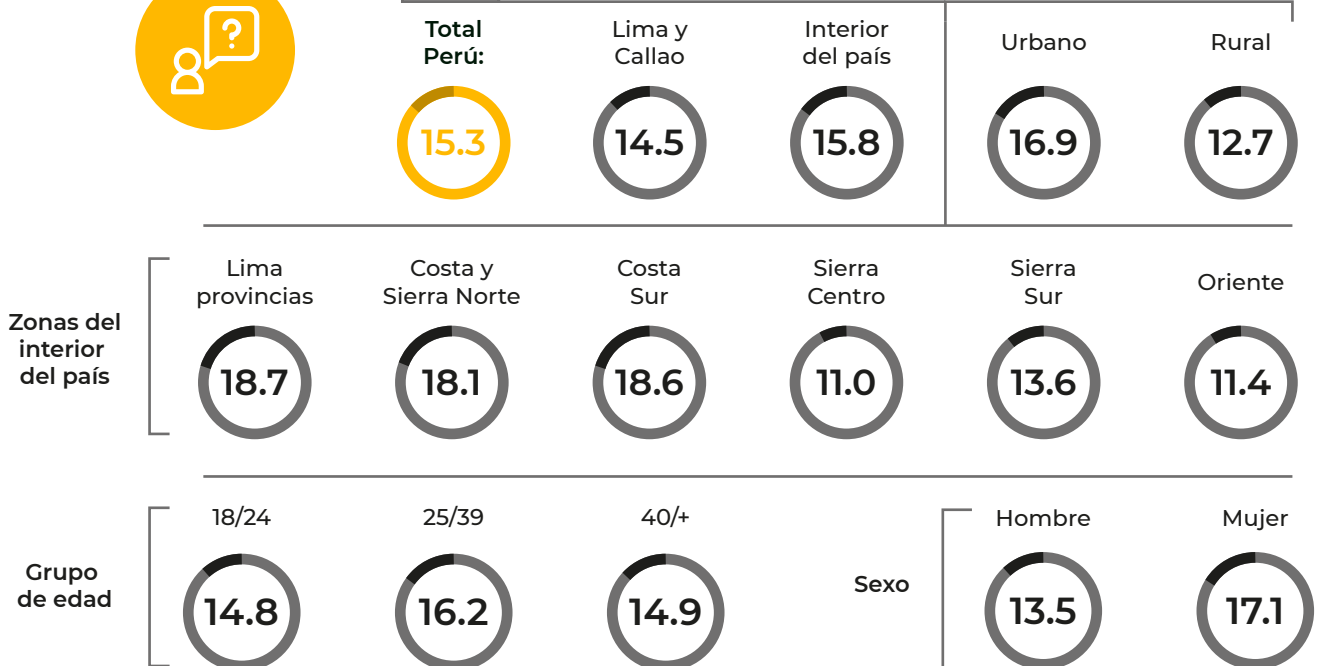 ?
Total
Perú:
Lima y
Callao
Interior
del país
Urbano
Rural
15.3
14.5
15.8
16.9
12.7
Zonas del
interior
del país
Lima
provincias
Costa y
Sierra Norte
Costa
Sur
Sierra
Centro
Sierra
Sur
Oriente
18.7
18.1
18.6
11.0
13.6
11.4
Grupo
de edad
18/24
25/39
40/+
14.8
16.2
14.9
Sexo
Hombre
Mujer
13.5
17.1